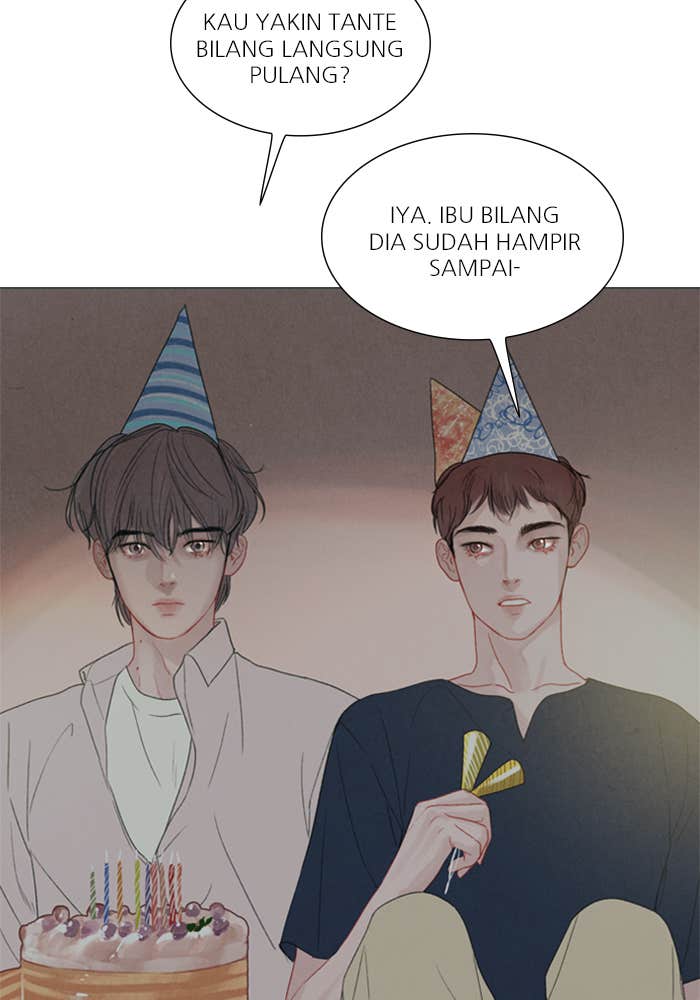 KAU YAKIN TANTE
BILANG LANGSUNG
PULANG?
IYA. IBU BILANG
DIA SUDAH HAMPIR
SAMPAI-